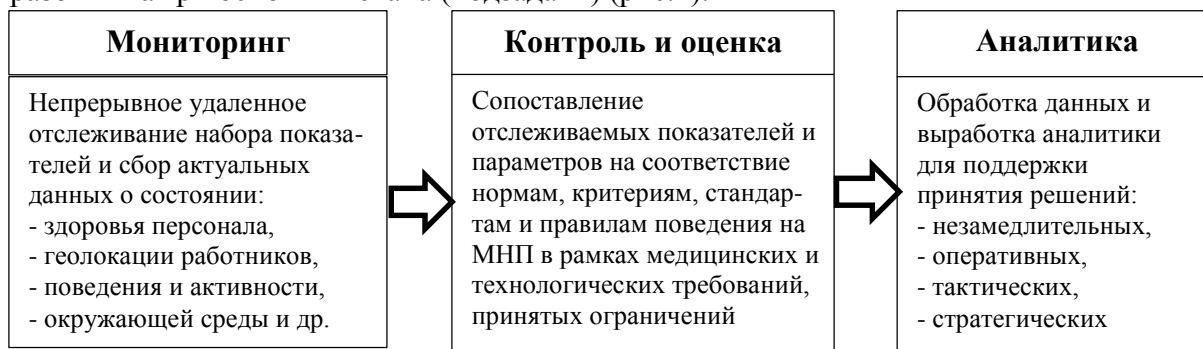 Мониторинг
Непрерывное удаленное
отслеживание набора показа-
телей и сбор актуальных
данных о состоянии:
- здоровья персонала,
- геолокации работников,
- поведения и активности,
- окружающей среды и др.
Контроль и оценка
Сопоставление
отслеживаемых показателей и
параметров на соответствие
нормам, критериям, стандар-
там и правилам поведения на
МНП в рамках медицинских и
технологических требований,
принятых ограничений
Аналитика
Обработка данных и
выработка аналитики
для поддержки
принятия решений:
- незамедлительных,
- оперативных,
- тактических,
- стратегических